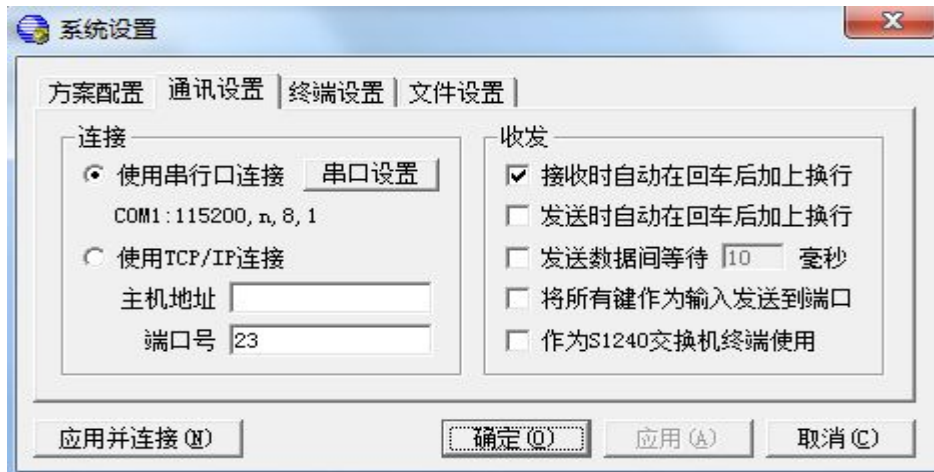 系统设置
方案配置 通讯设置 终端设置 文件设置
连接
使用串行口连接 串口设置
COM1:115200,n,8,1
使用TCP/IP连接
主机地址
端口号 23
收发
接收时自动在回车后加上换行
发送时自动在回车后加上换行
发送数据间等待 10 毫秒
将所有键作为输入发送到端口
作为S1240交换机终端使用
应用并连接(N) 确定(O) 应用(A) 取消(C)